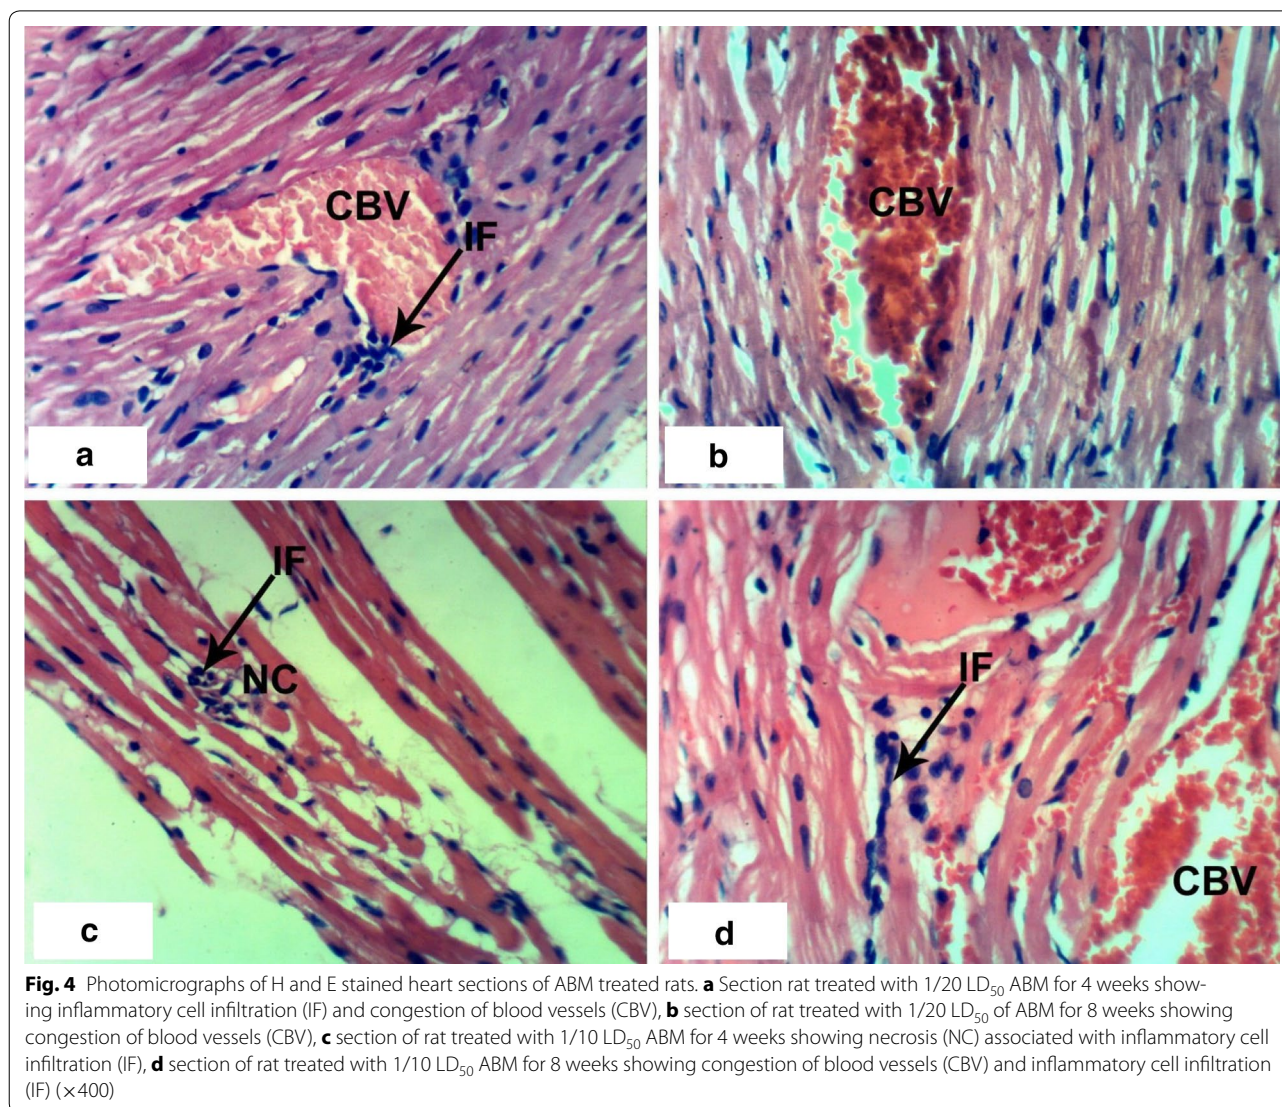 CBV
IF
a
CBV
b
IF
NC
c
IF
CBV
d
Fig. 4 Photomicrographs of H and E stained heart sections of ABM treated rats. a Section rat treated with 1/20 LD50 ABM for 4 weeks show-
ing inflammatory cell infiltration (IF) and congestion of blood vessels (CBV), b section of rat treated with 1/20 LD50 of ABM for 8 weeks showing
congestion of blood vessels (CBV), c section of rat treated with 1/10 LD50 ABM for 4 weeks showing necrosis (NC) associated with inflammatory cell
infiltration (IF), d section of rat treated with 1/10 LD50 ABM for 8 weeks showing congestion of blood vessels (CBV) and inflammatory cell infiltration
(IF) (×400)